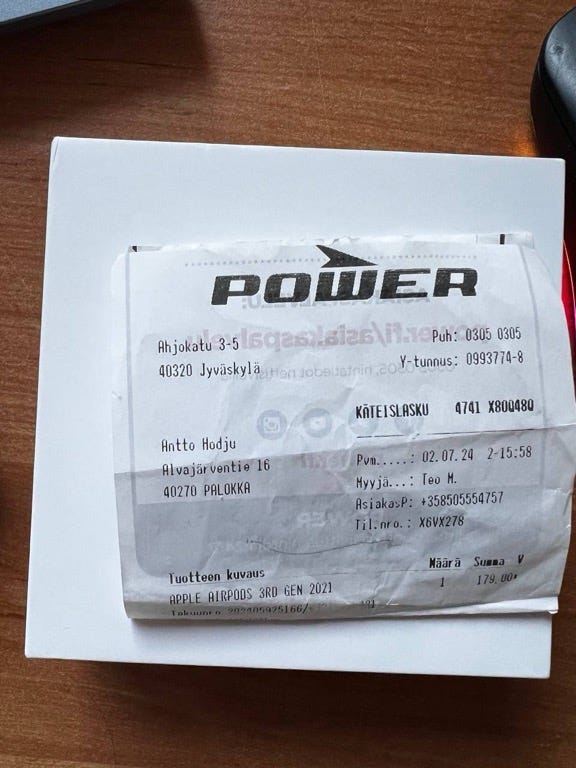 POWER
Ahjokatu 3-5
40320 Jyväskylä
Puh: 0305 0305
Y-tunnus: 0993774-8
KÄTEISLASKU 4741 X80Q48Q
Antto Hodju
Alvajärventie 16
40270 PALOKKA
Pvm.....: 02.07.24 2-15:58
Myyjä...: Teo M.
AsiakasP: +358505554757
Til.nro.: X6VX278
Tuotteen kuvaus Määrä Summa V
APPLE AIRPODS 3RD GEN 2021 1 179,00